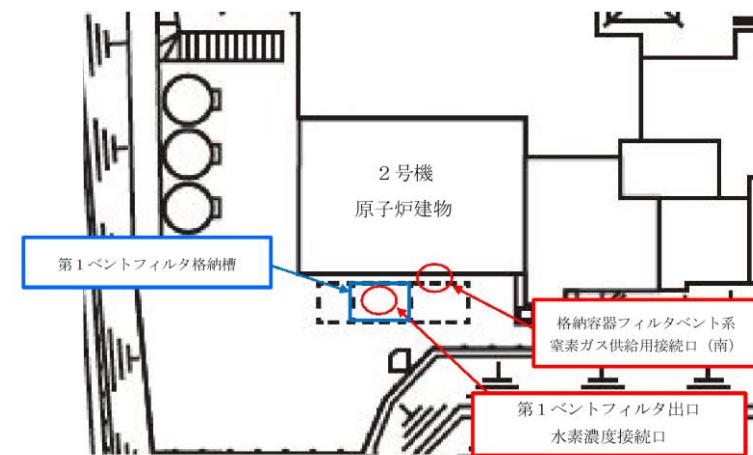 2号機
原子炉建物
第1ベントフィルタ格納槽
格納容器フィルタベント系
窒素ガス供給用接続口(南)
第1ベントフィルタ出口
水素濃度接続口